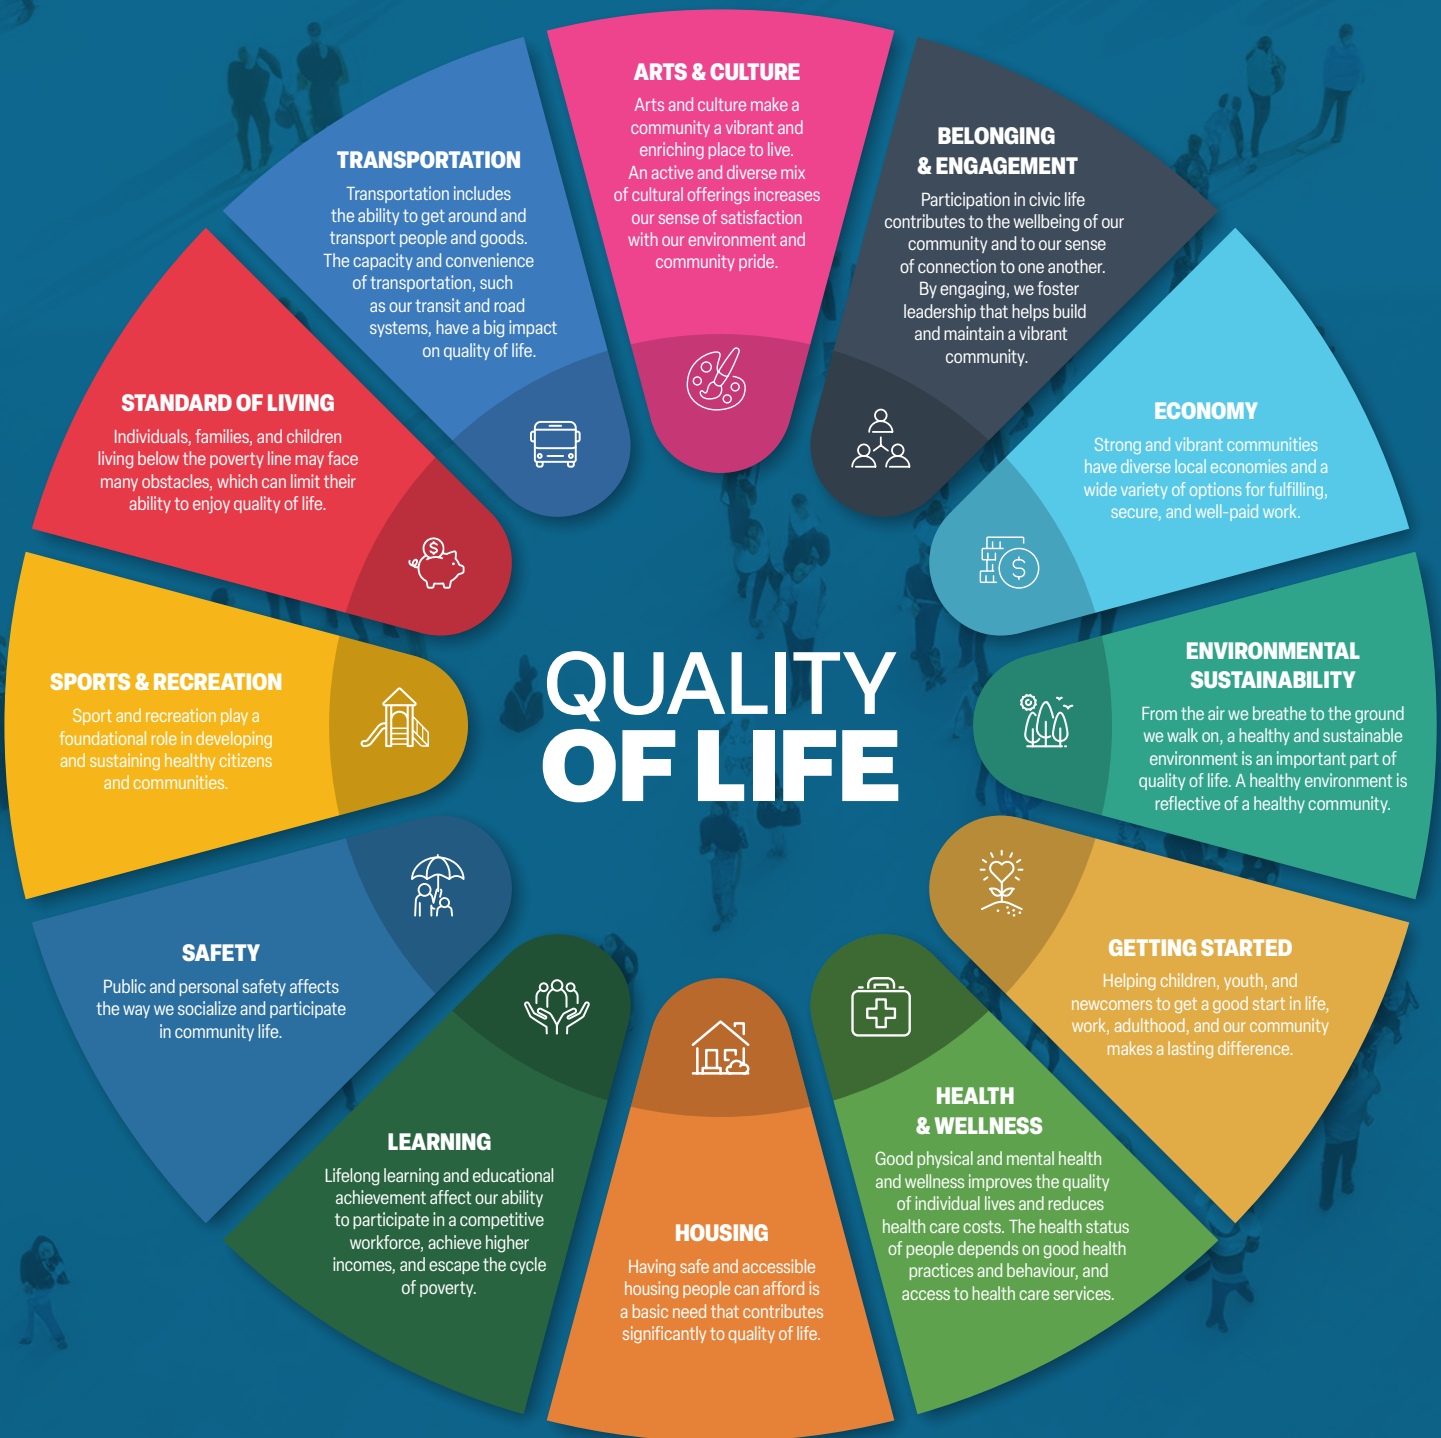 ARTS & CULTURE
Arts and culture make a
community a vibrant and
enriching place to live.
An active and diverse mix
of cultural offerings increases
our sense of satisfaction
with our environment and
community pride.
BELONGING
& ENGAGEMENT
Participation in civic life
contributes to the wellbeing of our
community and to our sense
of connection to one another.
By engaging, we foster
leadership that helps build
and maintain a vibrant
community.
ECONOMY
Strong and vibrant communities
have diverse local economies and a
wide variety of options for fulfilling,
secure, and well-paid work.
ENVIRONMENTAL
SUSTAINABILITY
From the air we breathe to the ground
we walk on, a healthy and sustainable
environment is an important part of
quality of life. A healthy environment is
reflective of a healthy community.
GETTING STARTED
Helping children, youth, and
newcomers to get a good start in life,
work, adulthood, and our community
makes a lasting difference.
HEALTH
& WELLNESS
Good physical and mental health
and wellness improves the quality
of individual lives and reduces
health care costs. The health status
of people depends on good health
practices and behaviour, and
access to health care services.
HOUSING
Having safe and accessible
housing people can afford is
a basic need that contributes
significantly to quality of life.
LEARNING
Lifelong learning and educational
achievement affect our ability
to participate in a competitive
workforce, achieve higher
incomes, and escape the cycle
of poverty.
SAFETY
Public and personal safety affects
the way we socialize and participate
in community life.
SPORTS & RECREATION
Sport and recreation play a
foundational role in developing
and sustaining healthy citizens
and communities.
STANDARD OF LIVING
Individuals, families, and children
living below the poverty line may face
many obstacles, which can limit their
ability to enjoy quality of life.
TRANSPORTATION
Transportation includes
the ability to get around and
transport people and goods.
The capacity and convenience
of transportation, such
as our transit and road
systems, have a big impact
on quality of life.
QUALITY
OF LIFE
$
$